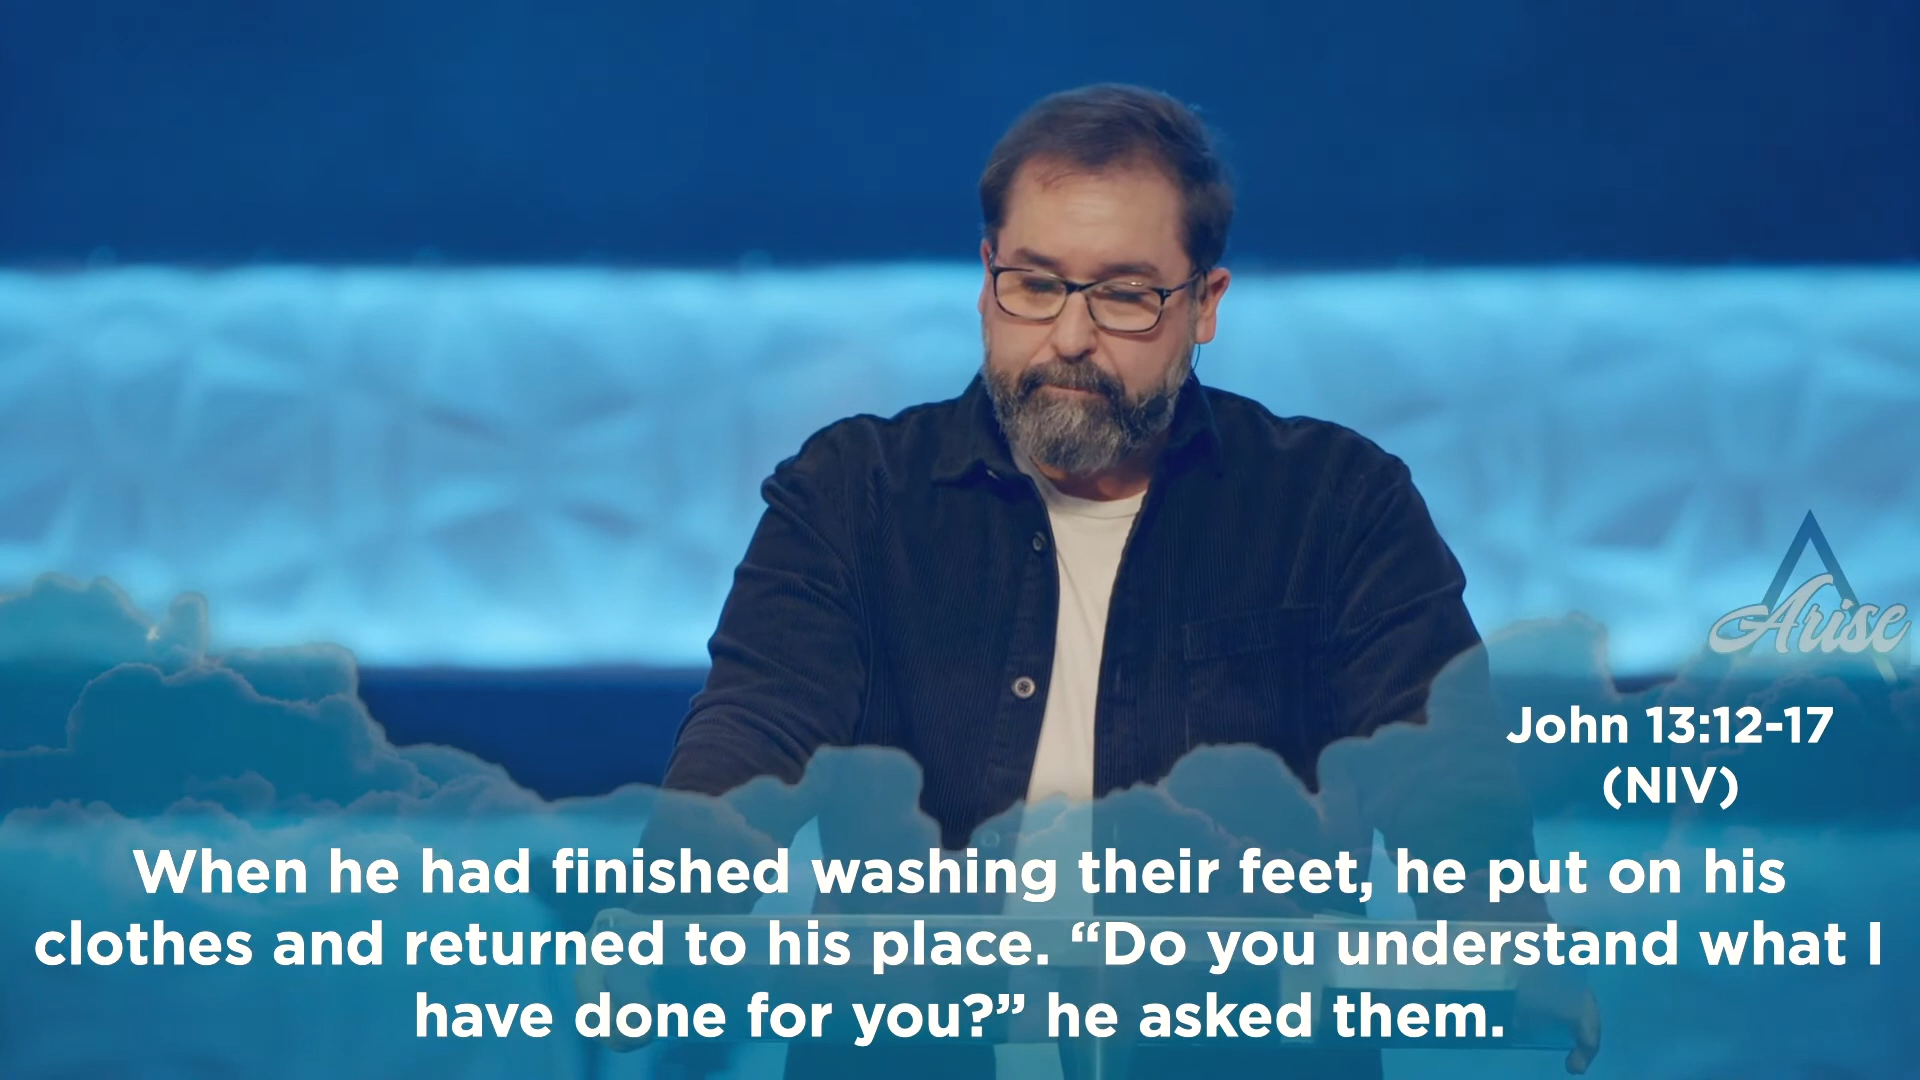 Arise
John 13:12-17
(NIV)
When he had finished washing their feet, he put on his
clothes and returned to his place. “Do you understand what I
have done for you?” he asked them.